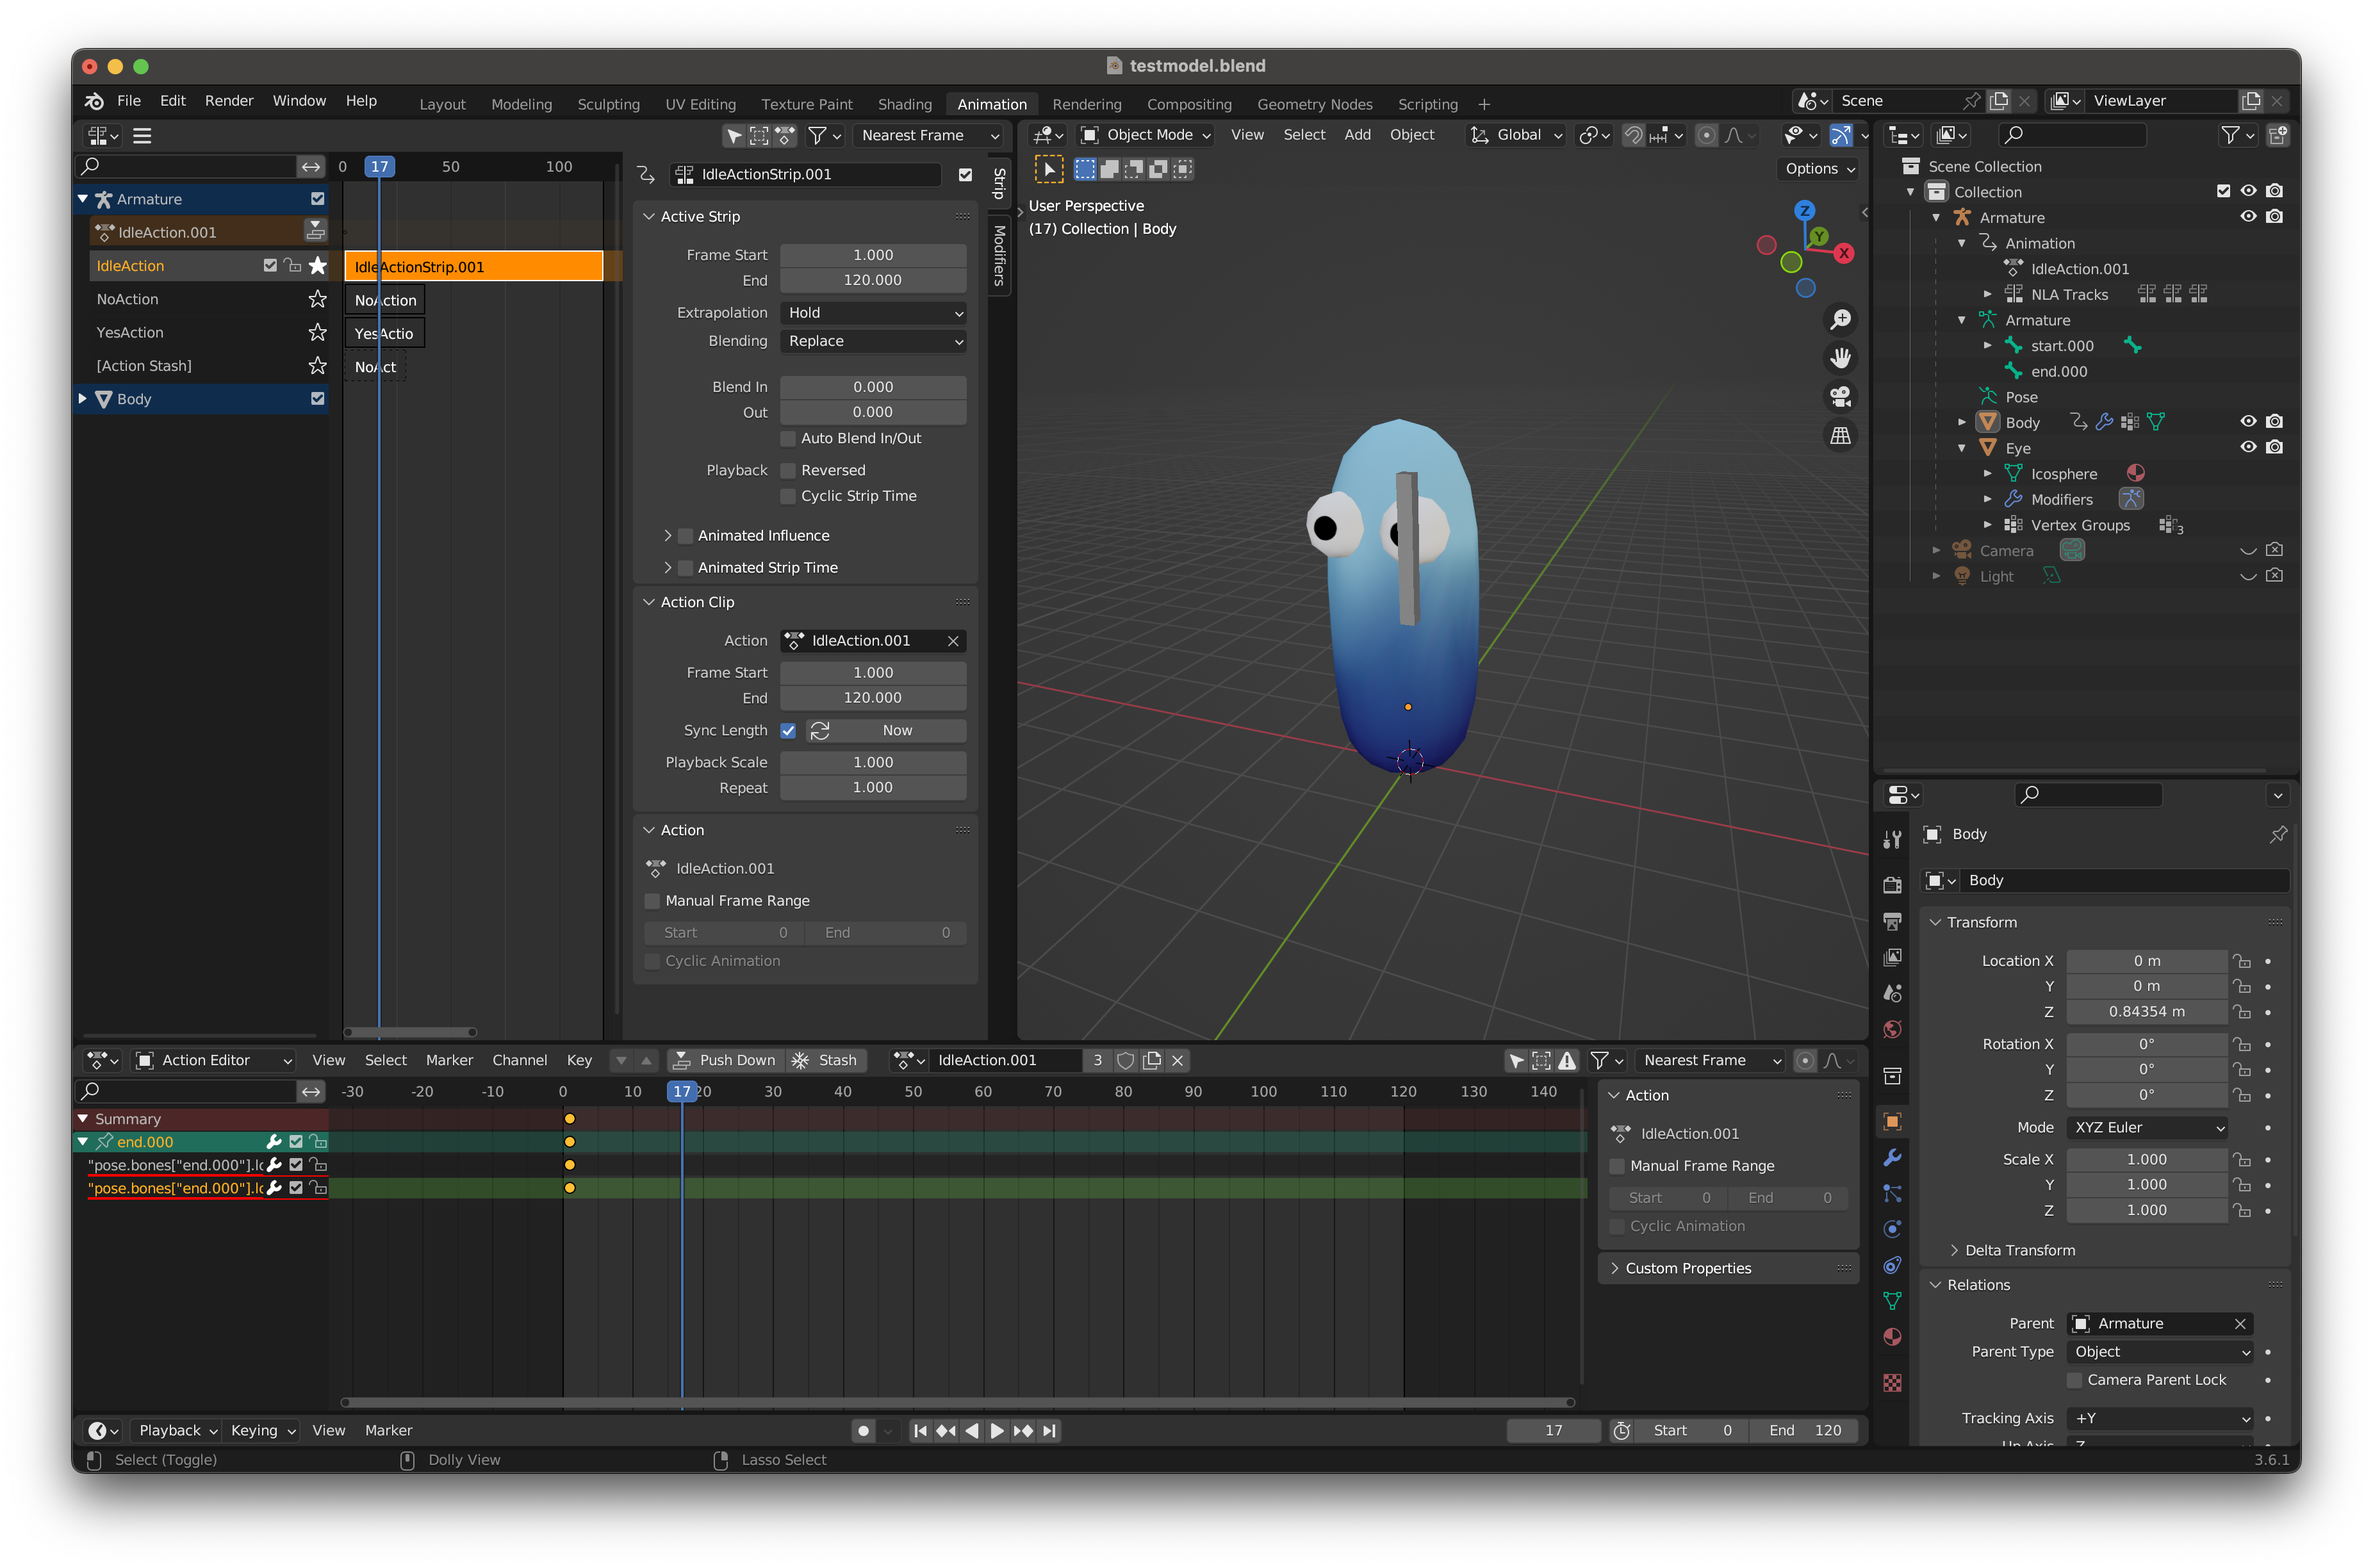 testmodel.blend
File Edit Render Window Help Layout Modeling Sculpting UV Editing Texture Paint Shading Animation Rendering Compositing Geometry Nodes Scripting Scene ViewLayer
Nearest Frame
0 17 50 100
Armature
IdleAction.001
IdleAction
IdleActionStrip.001
NoAction
NoAction
YesAction
YesActio
[Action Stash]
NoAct
Body
IdleActionStrip.001
Strip
Modifiers
Active Strip
Frame Start 1.000
End 120.000
Extrapolation Hold
Blending Replace
Blend In 0.000
Out 0.000
Auto Blend In/Out
Playback Reversed
Cyclic Strip Time
Animated Influence
Animated Strip Time
Action Clip
Action IdleAction.001
Frame Start 1.000
End 120.000
Sync Length Now
Playback Scale 1.000
Repeat 1.000
Action
IdleAction.001
Manual Frame Range
Start 0 End 0
Cyclic Animation
Object Mode View Select Add Object Global
Options
User Perspective
(17) Collection | Body
Z
Y
X
Scene Collection
Collection
Armature
Animation
IdleAction.001
NLA Tracks
Armature
start.000
end.000
Pose
Body
Eye
Icosphere
Modifiers
Vertex Groups 3
Camera
Light
Body
Body
Transform
Location X 0 m
Y 0 m
Z 0.84354 m
Rotation X 0°
Y 0°
Z 0°
Mode XYZ Euler
Scale X 1.000
Y 1.000
Z 1.000
Delta Transform
Relations
Parent Armature
Parent Type Object
Camera Parent Lock
Tracking Axis +Y
Action Editor View Select Marker Channel Key Push Down Stash IdleAction.001 3 Nearest Frame
-30 -20 -10 0 10 17 20 30 40 50 60 70 80 90 100 110 120 130 140
Summary
end.000
"pose.bones["end.000"].lc
"pose.bones["end.000"].lc
Action
IdleAction.001
Manual Frame Range
Start 0 End 0
Cyclic Animation
Custom Properties
Playback Keying View Marker 17 Start 0 End 120
Select (Toggle) Dolly View Lasso Select 3.6.1